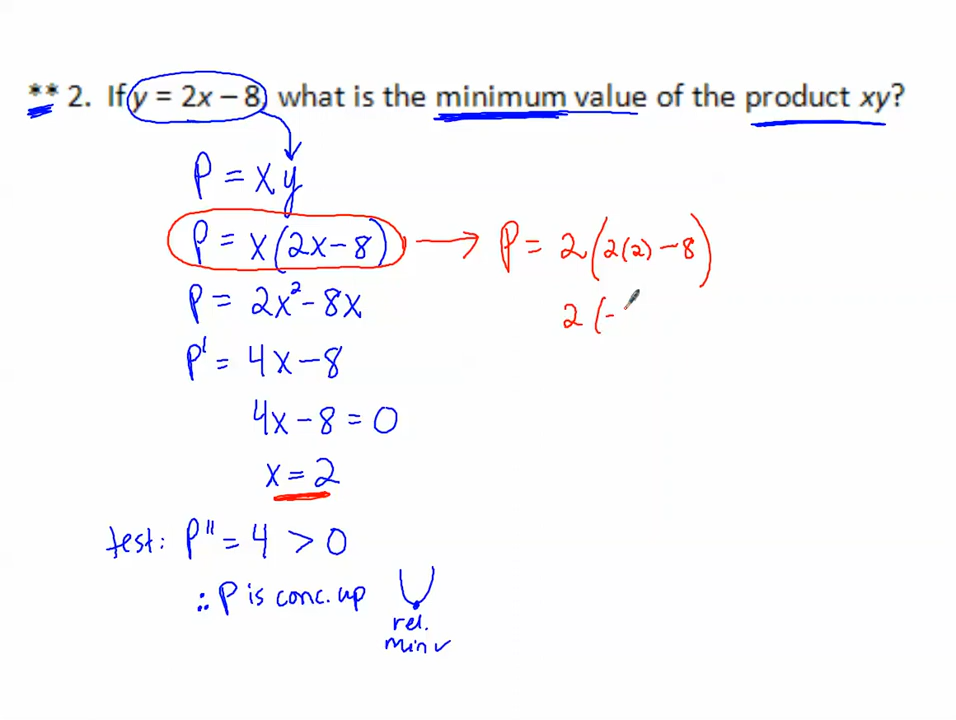 ** 2. If y = 2x – 8, what is the minimum value of the product xy?
P = xy
P = x(2x-8) → P = 2(2(2)-8)
P = 2x² - 8x
2(-
P' = 4x - 8
4x - 8 = 0
x = 2
test: P'' = 4 > 0
∴ P is conc. up
rel.
min ✓